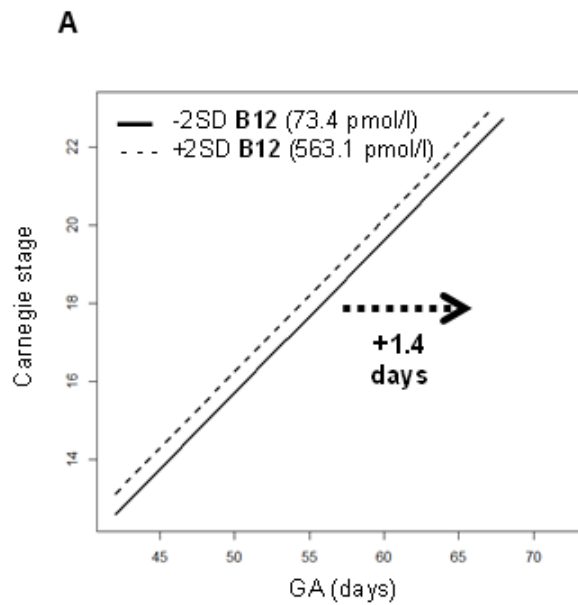 A
-2SD B12 (73.4 pmol/l)
+2SD B12 (563.1 pmol/l)
22
20
18
16
14
Carnegie stage
+1.4
days
45 50 55 60 65 70
GA (days)